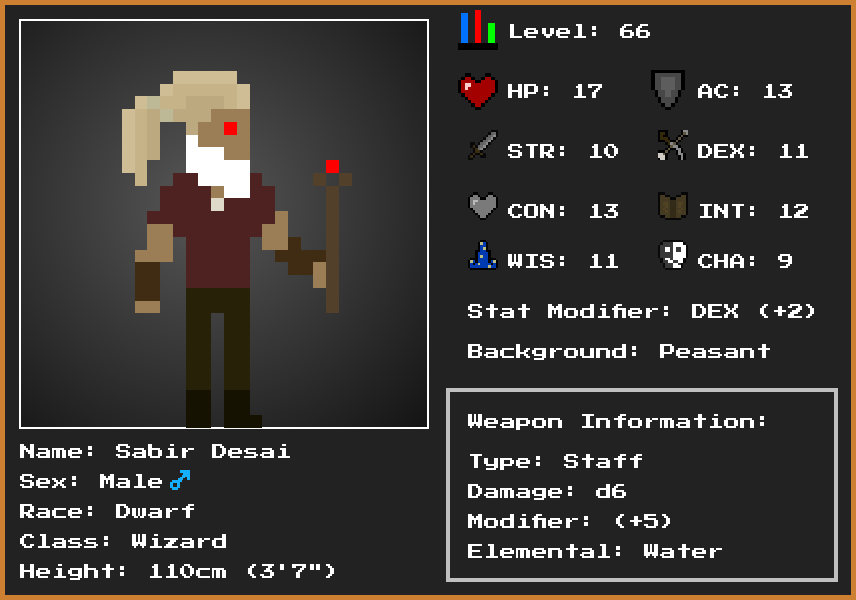 Level: 66
HP: 17 AC: 13
STR: 10 DEX: 11
CON: 13 INT: 12
WIS: 11 CHA: 9
Stat Modifier: DEX (+2)
Background: Peasant
Weapon Information:
Type: Staff
Damage: d6
Modifier: (+5)
Elemental: Water
Name: Sabir Desai
Sex: Male♂
Race: Dwarf
Class: Wizard
Height: 110cm (3'7")